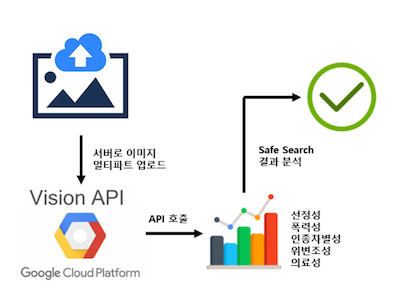 서버로 이미지
멀티파트 업로드
Vision API
Google Cloud Platform
API 호출
Safe Search
결과 분석
선정성
폭력성
인종차별성
위변조성
의료성